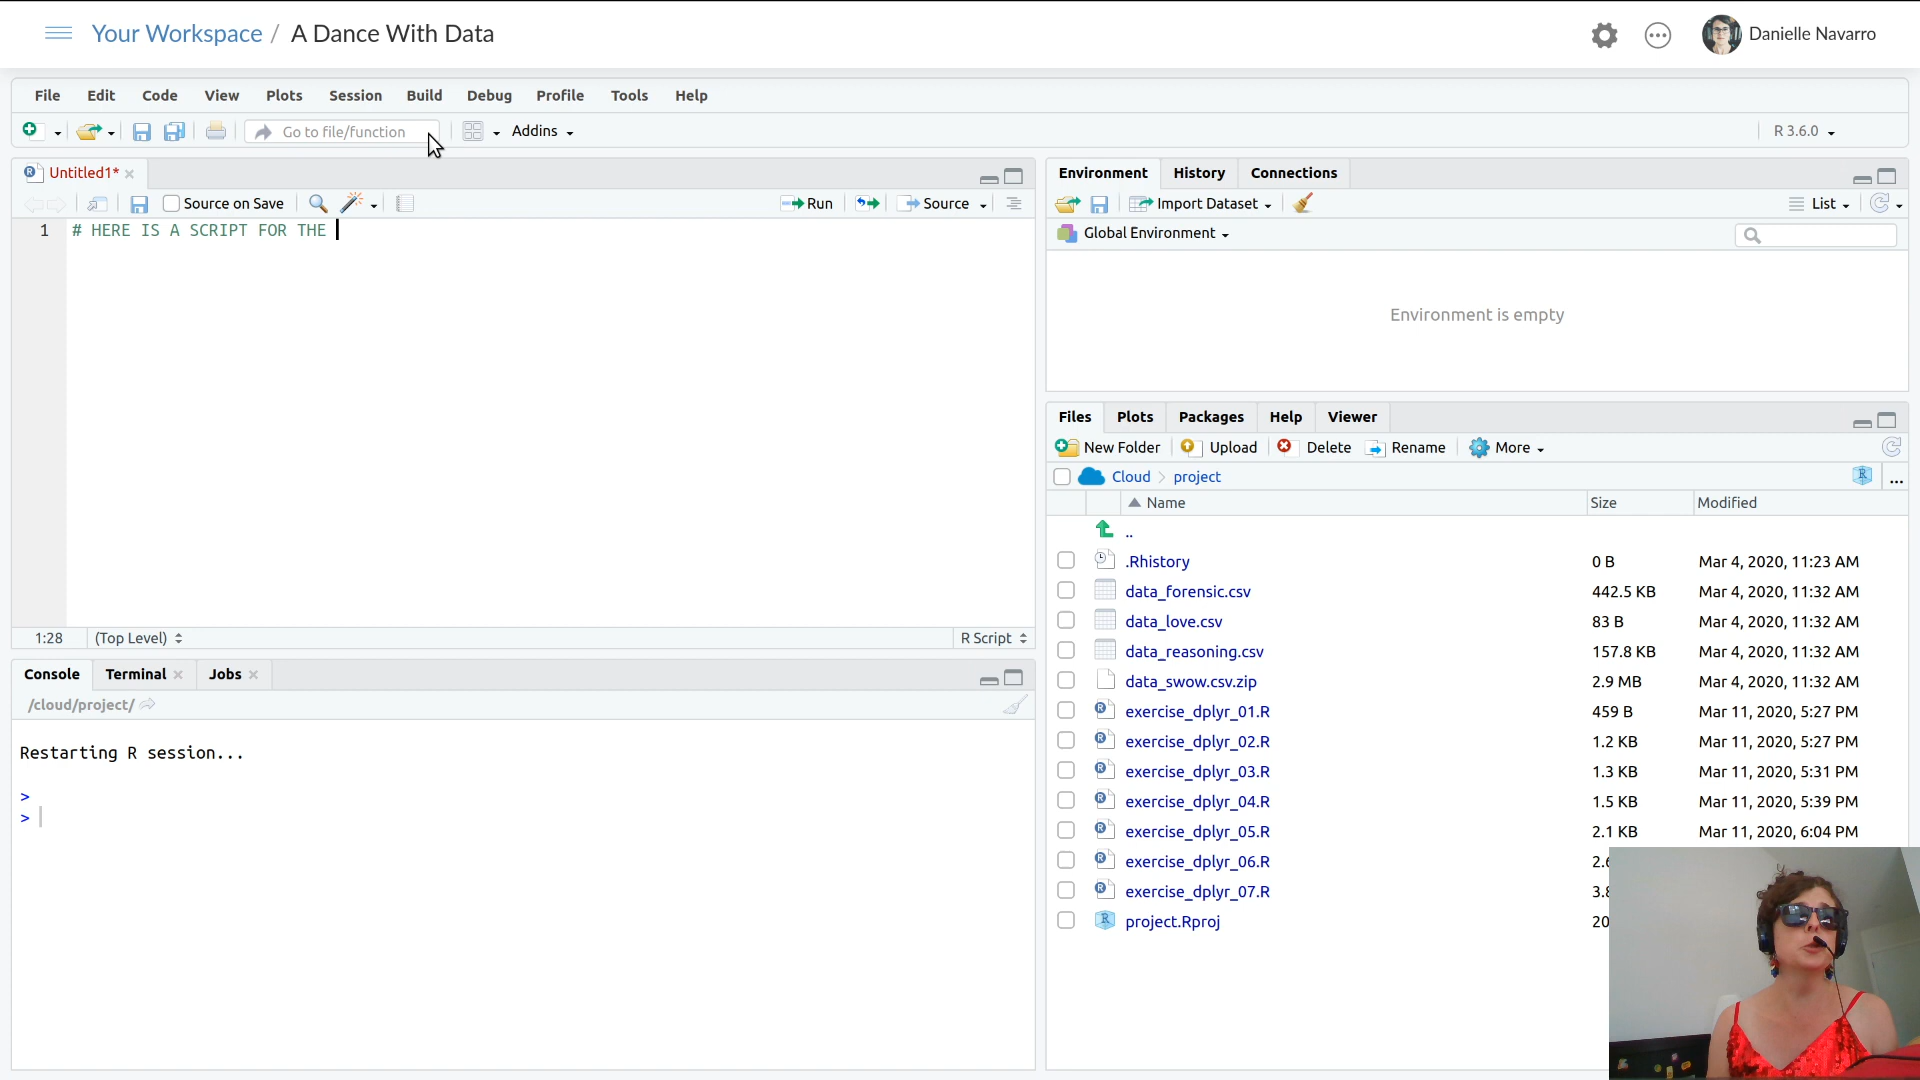 Your Workspace / A Dance With Data
Danielle Navarro
File Edit Code View Plots Session Build Debug Profile Tools Help
Go to file/function Addins R 3.6.0
Untitled1*
Source on Save Run Source
1 # HERE IS A SCRIPT FOR THE
1:28 (Top Level) R Script
Console Terminal Jobs
/cloud/project/
Restarting R session...
>
>
Environment History Connections
Import Dataset List
Global Environment
Environment is empty
Files Plots Packages Help Viewer
New Folder Upload Delete Rename More
Cloud project ...
Name Size Modified
..
.Rhistory 0 B Mar 4, 2020, 11:23 AM
data_forensic.csv 442.5 KB Mar 4, 2020, 11:32 AM
data_love.csv 83 B Mar 4, 2020, 11:32 AM
data_reasoning.csv 157.8 KB Mar 4, 2020, 11:32 AM
data_swow.csv.zip 2.9 MB Mar 4, 2020, 11:32 AM
exercise_dplyr_01.R 459 B Mar 11, 2020, 5:27 PM
exercise_dplyr_02.R 1.2 KB Mar 11, 2020, 5:27 PM
exercise_dplyr_03.R 1.3 KB Mar 11, 2020, 5:31 PM
exercise_dplyr_04.R 1.5 KB Mar 11, 2020, 5:39 PM
exercise_dplyr_05.R 2.1 KB Mar 11, 2020, 6:04 PM
exercise_dplyr_06.R
exercise_dplyr_07.R
project.Rproj